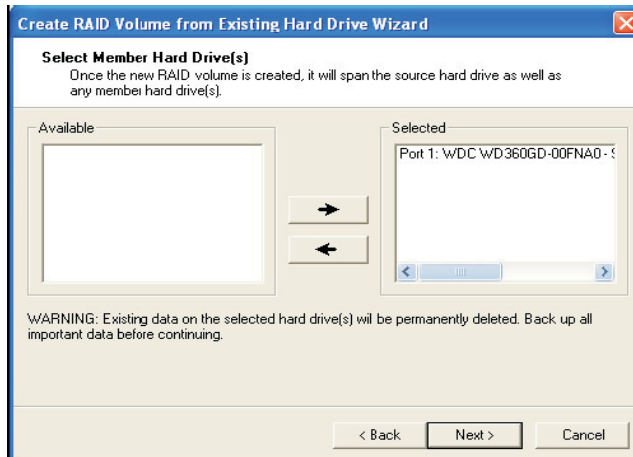 Create RAID Volume from Existing Hard Drive Wizard
Select Member Hard Drive(s)
Once the new RAID volume is created, it will span the source hard drive as well as
any member hard drive(s).
Available
Selected
Port 1: WDC WD360GD-00FNA0 - S
WARNING: Existing data on the selected hard drive(s) will be permanently deleted. Back up all
important data before continuing.
< Back
Next >
Cancel